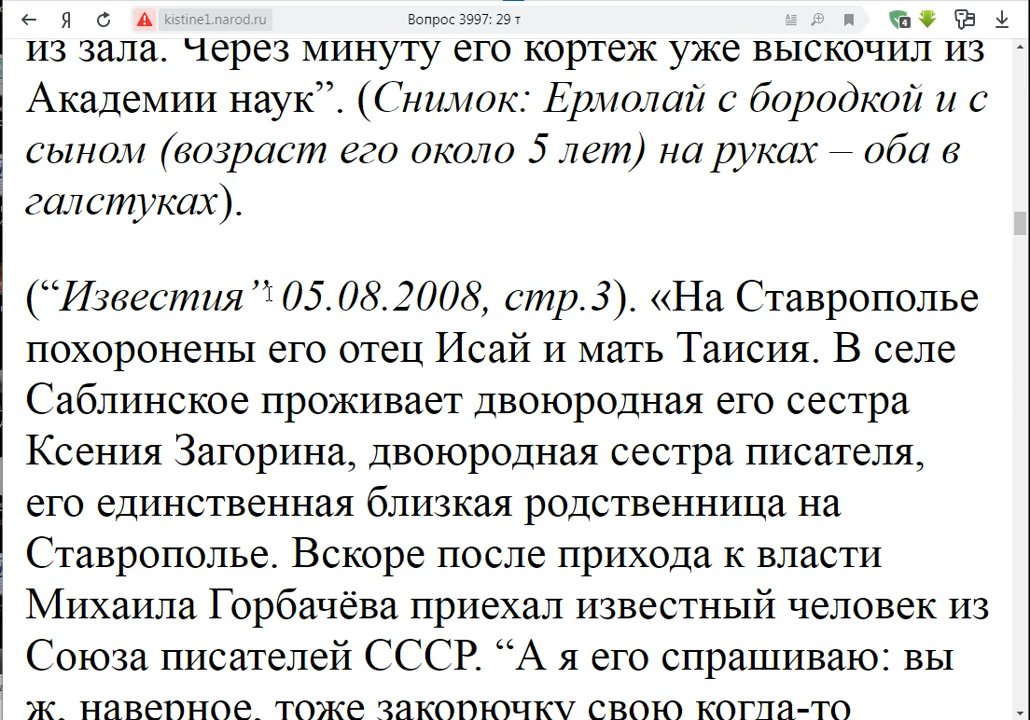 Я
kistine1.narod.ru
Вопрос 3997: 29 т
4
из зала. Через минуту его кортеж уже выскочил из
Академии наук”. (Снимок: Ермолай с бородкой и с
сыном (возраст его около 5 лет) на руках – оба в
галстуках).
(“Известия” 05.08.2008, стр.3). «На Ставрополье
похоронены его отец Исай и мать Таисия. В селе
Саблинское проживает двоюродная его сестра
Ксения Загорина, двоюродная сестра писателя,
его единственная близкая родственница на
Ставрополье. Вскоре после прихода к власти
Михаила Горбачёва приехал известный человек из
Союза писателей СССР. “А я его спрашиваю: вы
ж, наверное, тоже закорючку свою когда-то